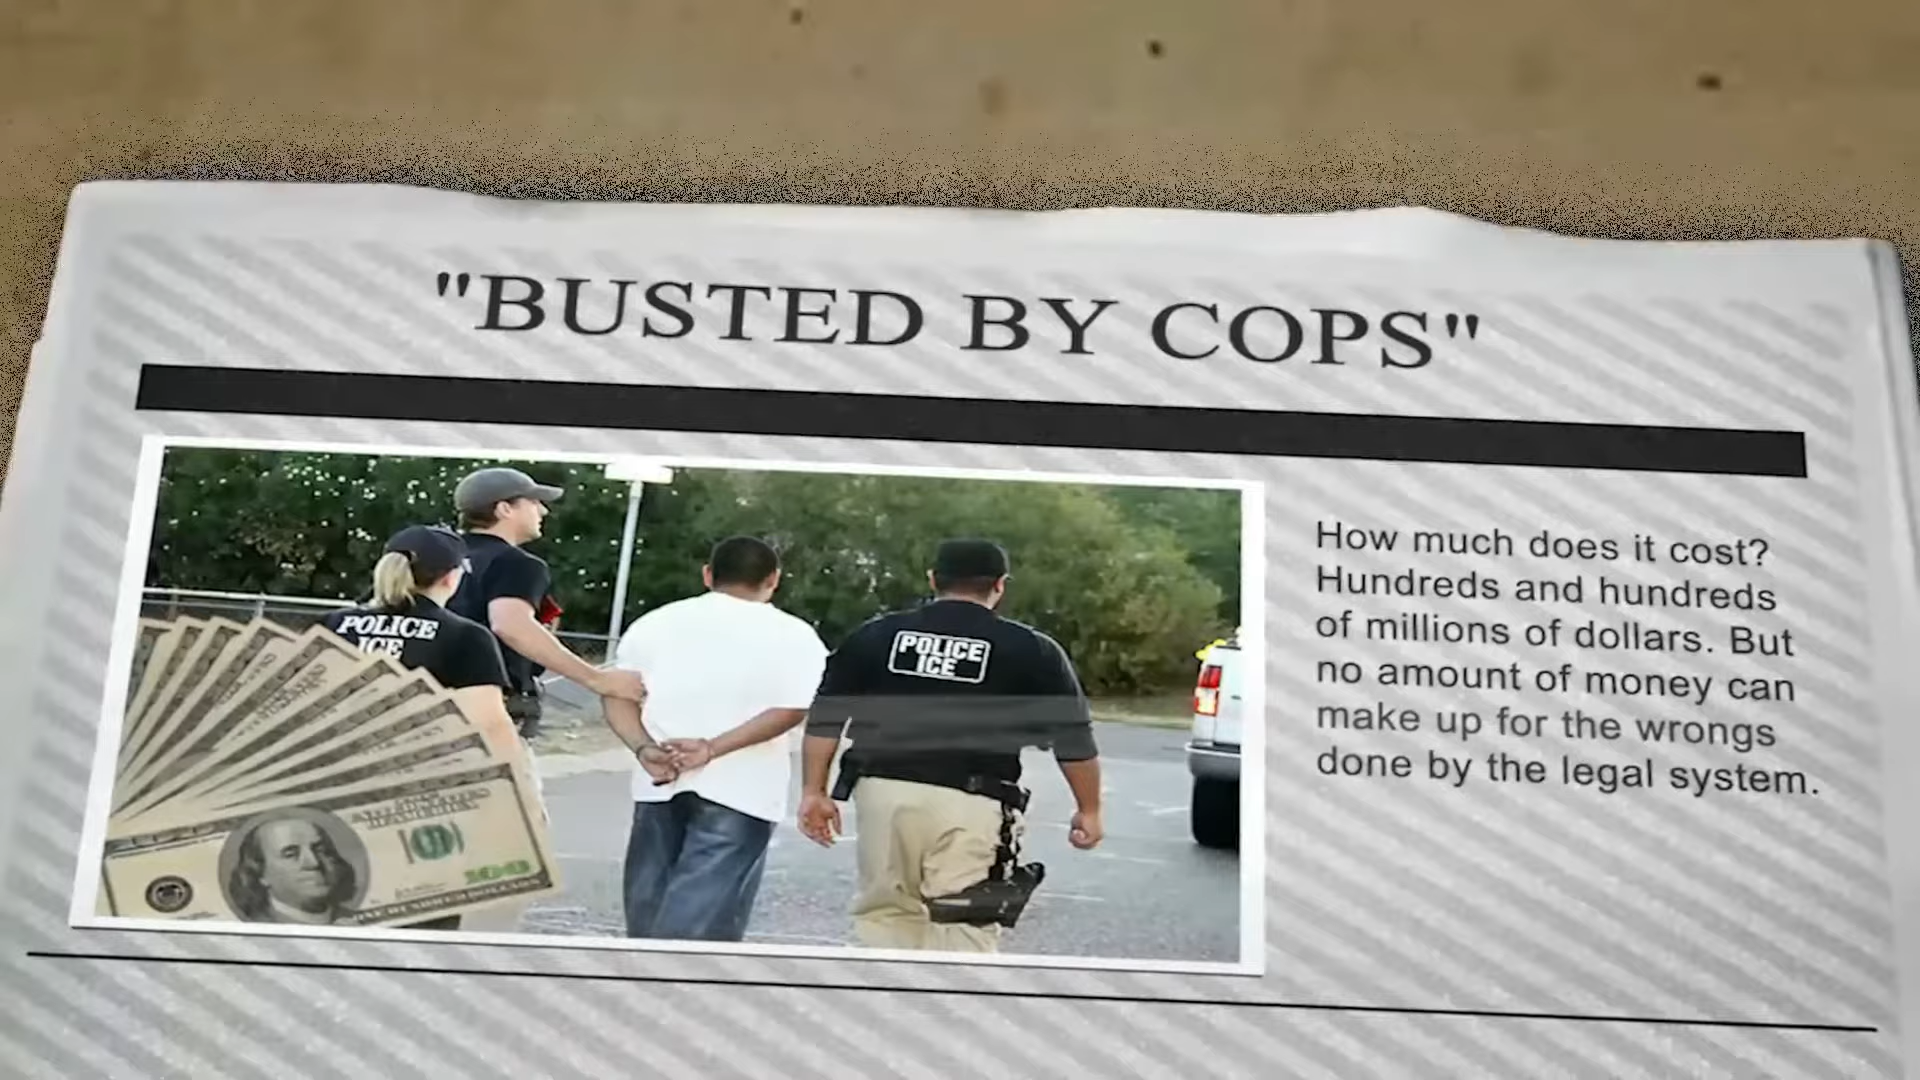 "BUSTED BY COPS"
POLICE
ICE
POLICE
ICE
How much does it cost?
Hundreds and hundreds
of millions of dollars. But
no amount of money can
make up for the wrongs
done by the legal system.
100